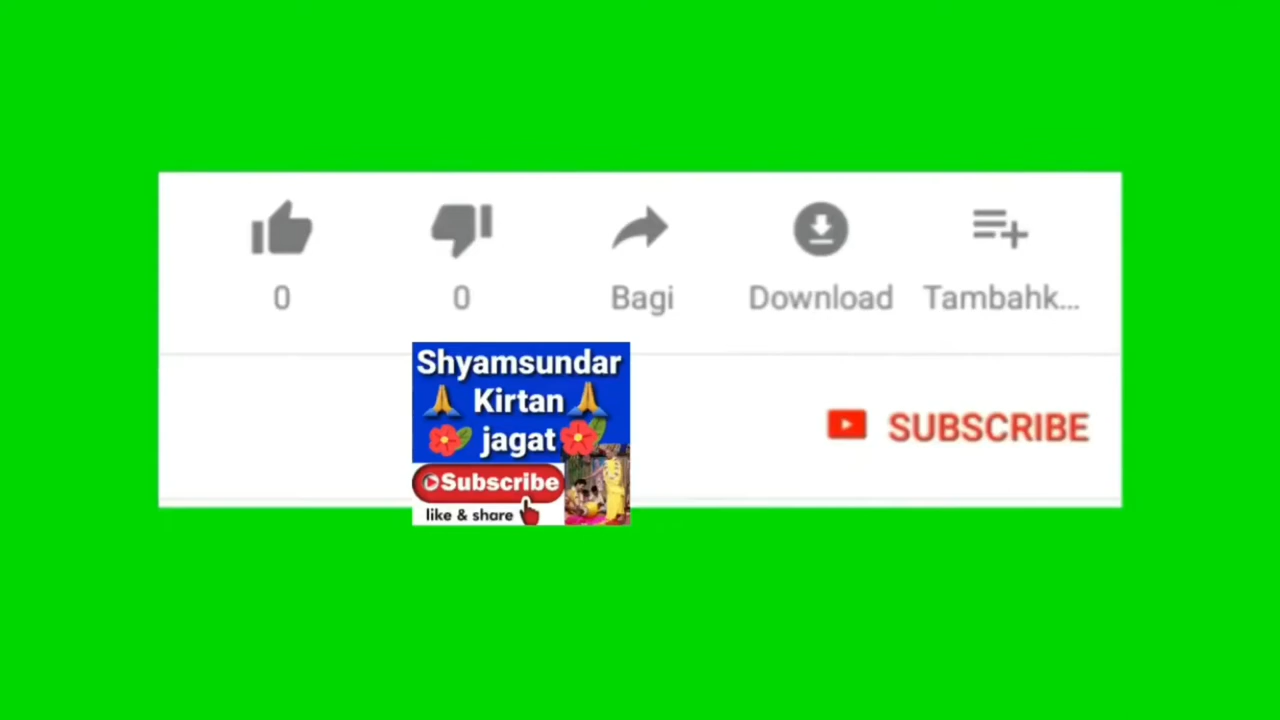 0
0
Bagi
Download
Tambahk...
Shyamsundar
Kirtan
jagat
Subscribe
like & share
SUBSCRIBE